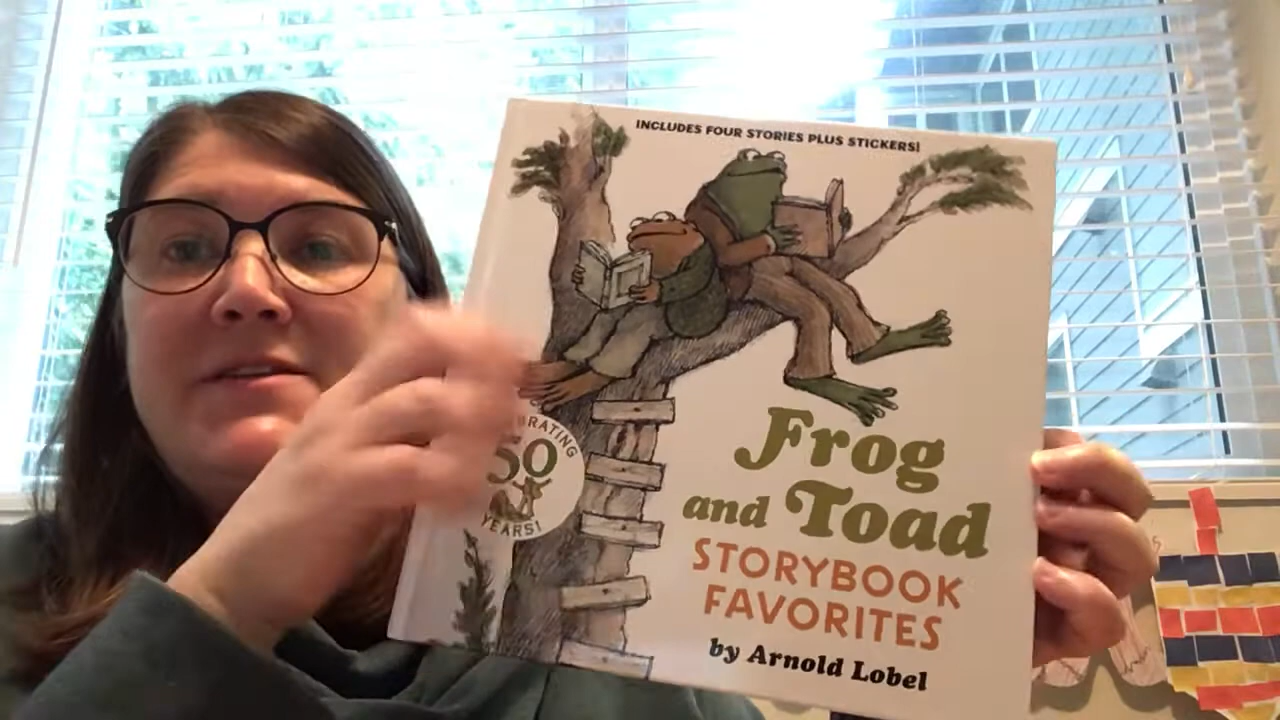 INCLUDES FOUR STORIES PLUS STICKERS!
50
YEARS!
Frog
and Toad
STORYBOOK
FAVORITES
by Arnold Lobel